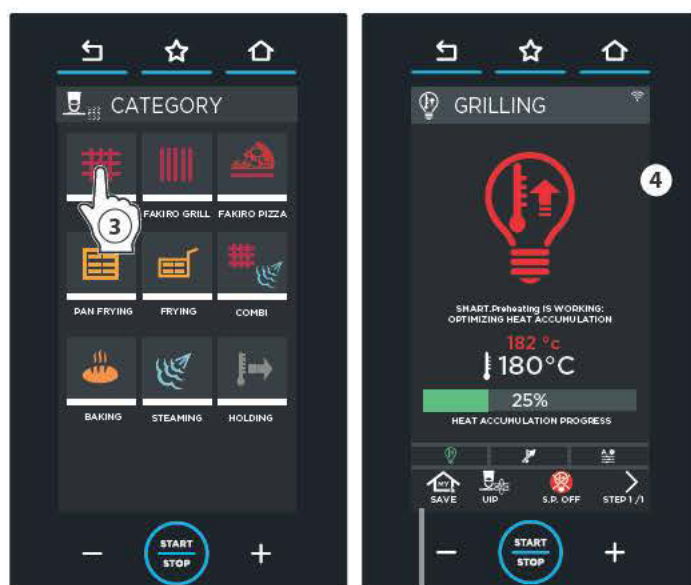 CATEGORY
3
FAKIRO GRILL FAKIRO PIZZA
PAN FRYING FRYING COMBI
BAKING STEAMING HOLDING
START
STOP
4
GRILLING
SMART.Preheating IS WORKING:
OPTIMIZING HEAT ACCUMULATION
182 °c
180°C
25%
HEAT ACCUMULATION PROGRESS
MY
SAVE UIP S.P. OFF STEP 1 /1
START
STOP